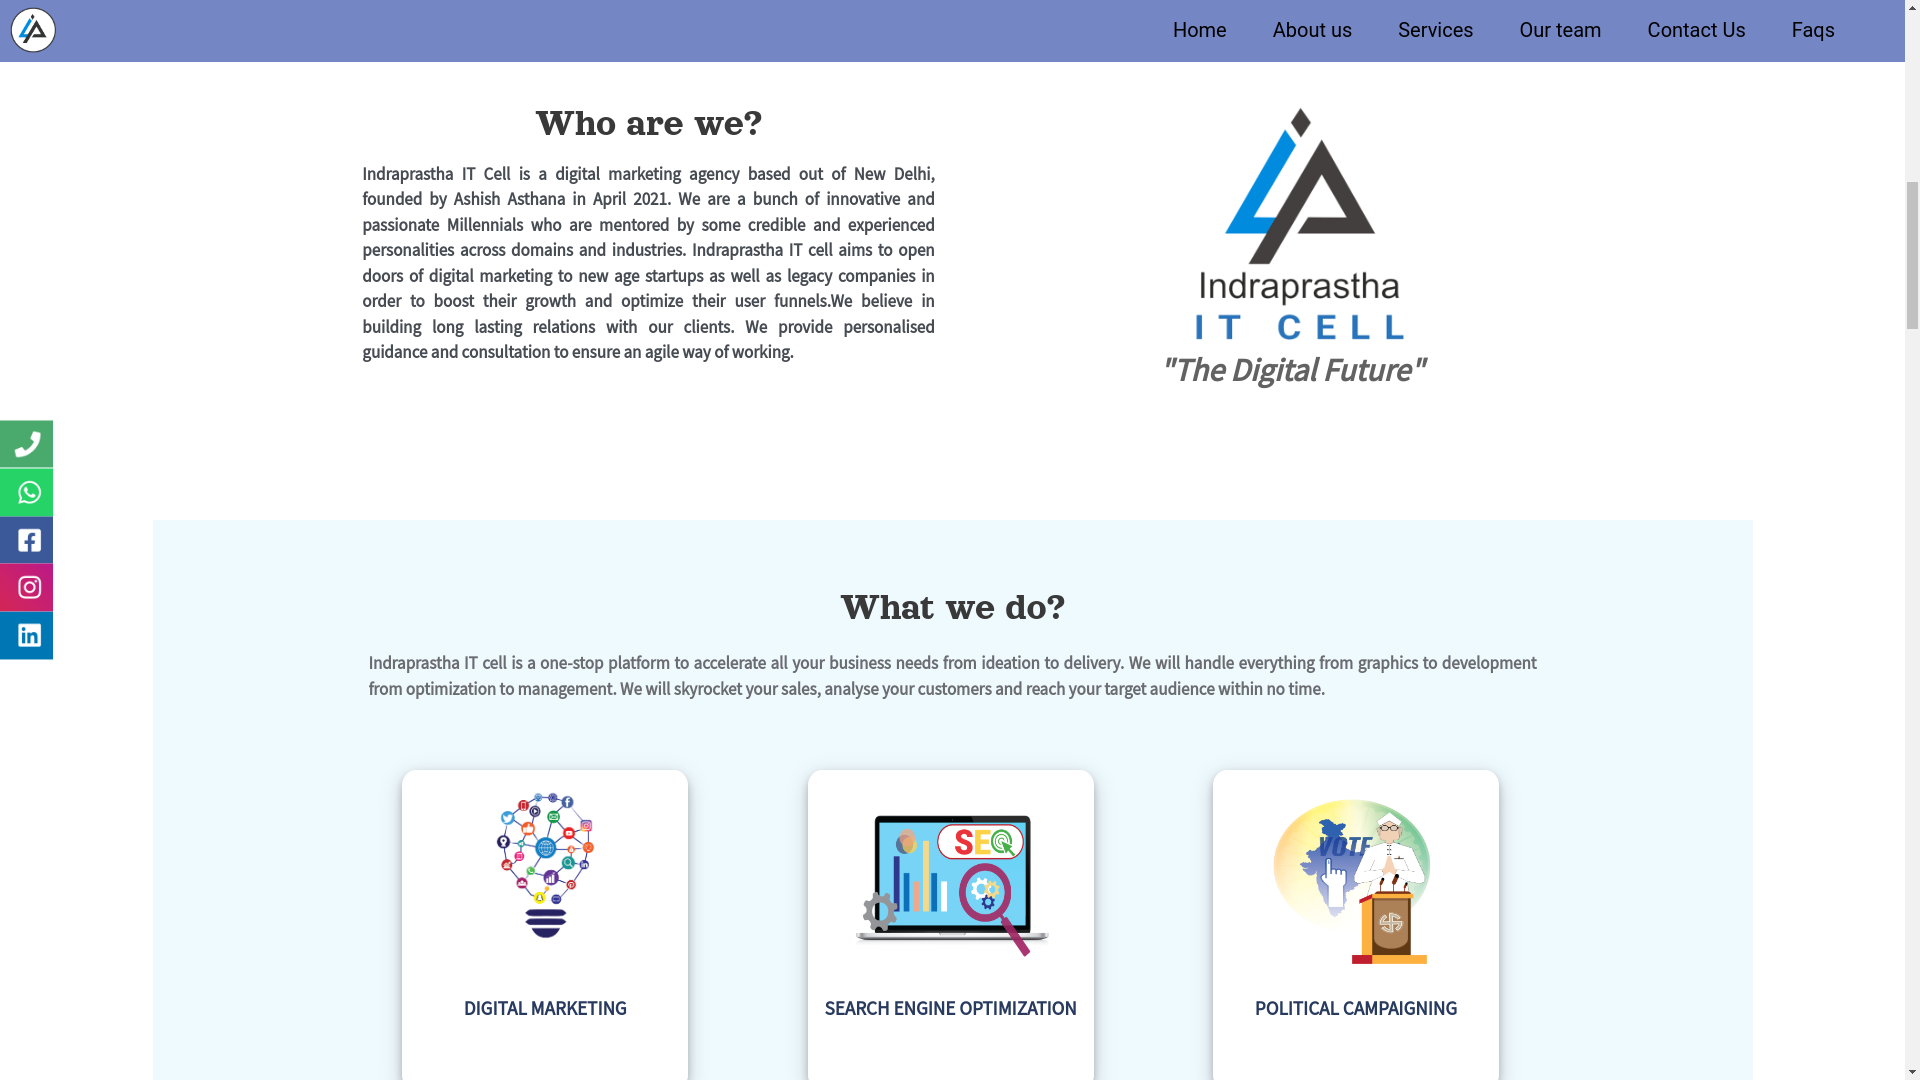 Home About us Services Our team Contact Us Faqs
Who are we?
Indraprastha IT Cell is a digital marketing agency based out of New Delhi,
founded by Ashish Asthana in April 2021. We are a bunch of innovative and
passionate Millennials who are mentored by some credible and experienced
personalities across domains and industries. Indraprastha IT cell aims to open
doors of digital marketing to new age startups as well as legacy companies in
order to boost their growth and optimize their user funnels.We believe in
building long lasting relations with our clients. We provide personalised
guidance and consultation to ensure an agile way of working.
Indraprastha
IT CELL
"The Digital Future"
What we do?
Indraprastha IT cell is a one-stop platform to accelerate all your business needs from ideation to delivery. We will handle everything from graphics to development
from optimization to management. We will skyrocket your sales, analyse your customers and reach your target audience within no time.
SEO
VOTE
DIGITAL MARKETING
SEARCH ENGINE OPTIMIZATION
POLITICAL CAMPAIGNING